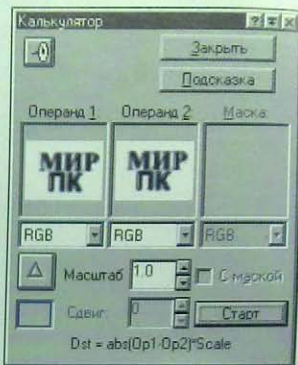 Калькулятор
Закрыть
Подсказка
Операнд 1 Операнд 2 Маска
МИР ПК МИР ПК
RGB RGB RGB
Масштаб 1.0 С маской
Сдвиг: 0 Старт
Dst = abs(Op1-Op2)*Scale